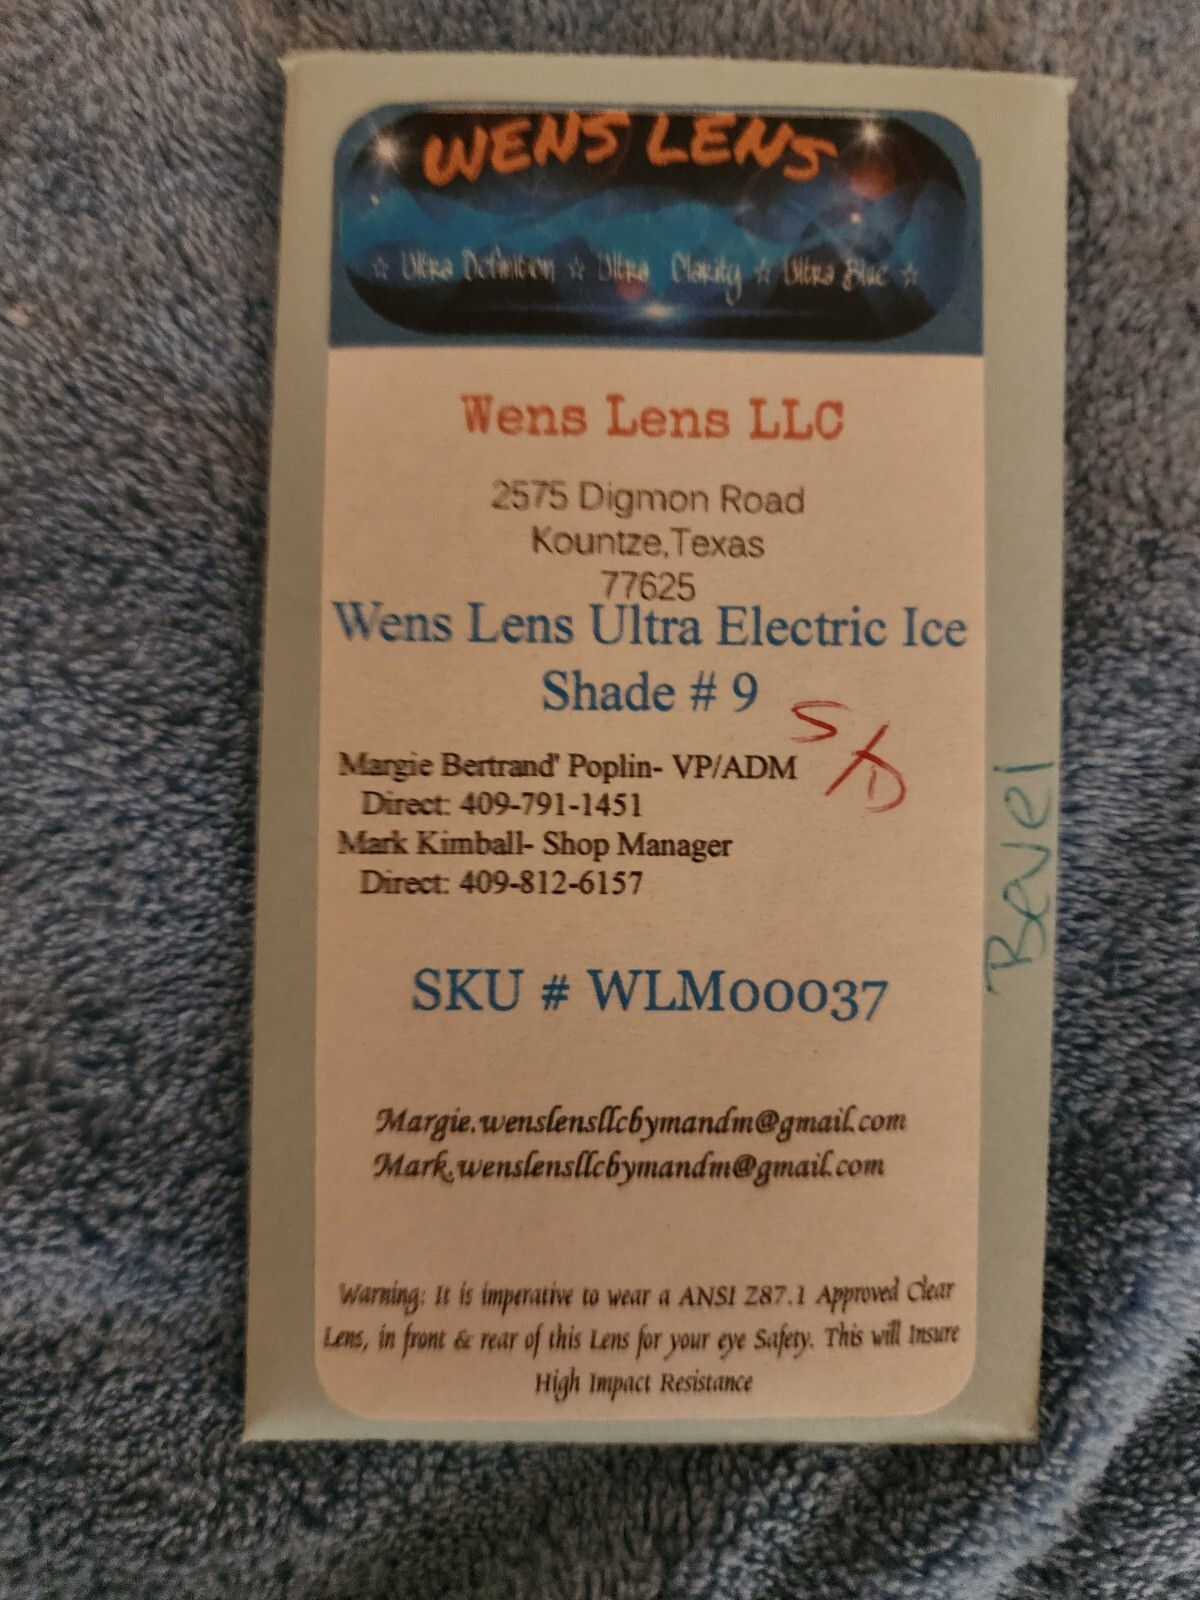 WENS LENS
☆ Ultra Definition ☆ Ultra Clarity ☆ Ultra Blue ☆
Wens Lens LLC
2575 Digmon Road
Kountze,Texas
77625
Wens Lens Ultra Electric Ice
Shade # 9
S/D
Margie Bertrand' Poplin- VP/ADM
Direct: 409-791-1451
Mark Kimball- Shop Manager
Direct: 409-812-6157
Bevel
SKU # WLM00037
Margie.wenslensllcbymandm@gmail.com
Mark.wenslensllcbymandm@gmail.com
Warning: It is imperative to wear a ANSI Z87.1 Approved Clear
Lens, in front & rear of this Lens for your eye Safety. This will Insure
High Impact Resistance